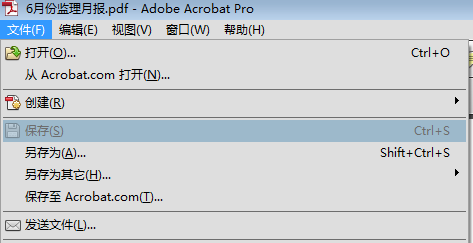 6月份监理月报.pdf - Adobe Acrobat Pro
文件(F) 编辑(E) 视图(V) 窗口(W) 帮助(H)
打开(O)... Ctrl+O
从 Acrobat.com 打开(N)...
创建(R)
保存(S) Ctrl+S
另存为(A)... Shift+Ctrl+S
另存为其它(H)...
保存至 Acrobat.com(T)...
发送文件(L)...